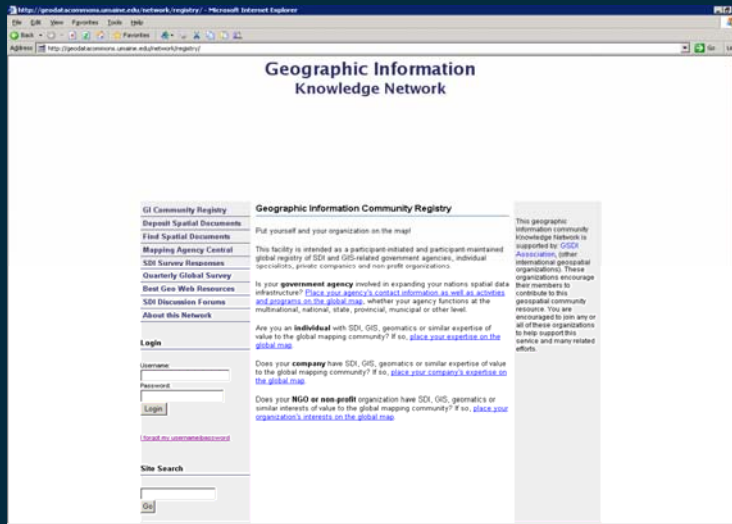 http://geodatacommons.umaine.edu/network/registry/ - Microsoft Internet Explorer
File Edit View Favorites Tools Help
Back Favorites
Address http://geodatacommons.umaine.edu/network/registry/ Go
Geographic Information
Knowledge Network
GI Community Registry
Deposit Spatial Documents
Find Spatial Documents
Mapping Agency Central
SDI Survey Responses
Quarterly Global Survey
Best Geo Web Resources
SDI Discussion Forums
About this Network
Login
Username:
Password:
Login
I forgot my username/password
Site Search
Go
Geographic Information Community Registry
Put yourself and your organization on the map!
This facility is intended as a participant-initiated and participant-maintained
global registry of SDI and GIS-related government agencies, individual
specialists, private companies and non profit organizations.
Is your government agency involved in expanding your nations spatial data
infrastructure? Place your agency's contact information as well as activities
and programs on the global map, whether your agency functions at the
multinational, national, state, provincial, municipal or other level.
Are you an individual with SDI, GIS, geomatics or similar expertise of
value to the global mapping community? If so, place your expertise on the
global map.
Does your company have SDI, GIS, geomatics or similar expertise of value
to the global mapping community? If so, place your company's expertise on
the global map.
Does your NGO or non-profit organization have SDI, GIS, geomatics or
similar interests of value to the global mapping community? If so, place your
organization's interests on the global map.
This geographic
information community
Knowledge Network is
supported by: GSDI
Association, (other
international geospatial
organizations). These
organizations encourage
their members to
contribute to this
geospatial community
resource. You are
encouraged to join any or
all of these organizations
to help support this
service and many related
efforts.